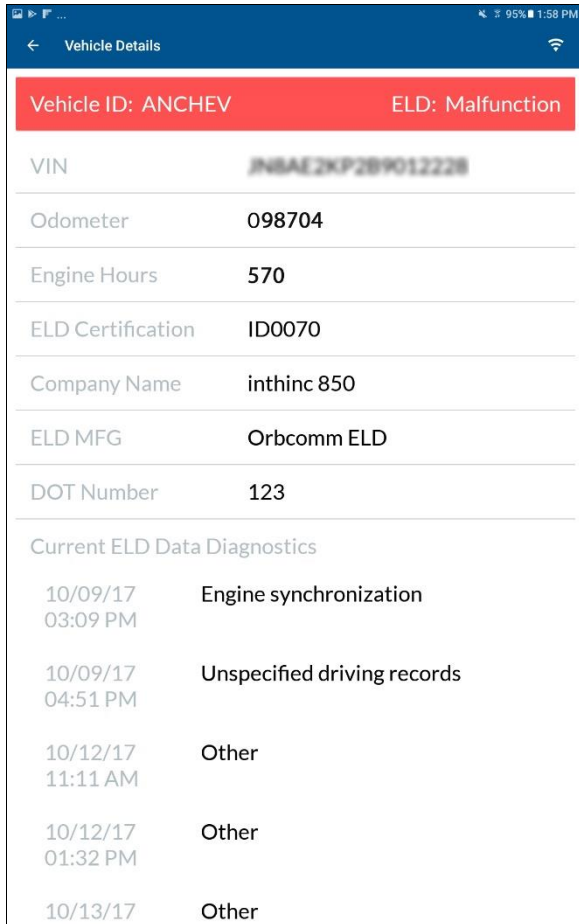 95% 1:58 PM
Vehicle Details
Vehicle ID: ANCHEV ELD: Malfunction
VIN
Odometer 098704
Engine Hours 570
ELD Certification ID0070
Company Name inthinc 850
ELD MFG Orbcomm ELD
DOT Number 123
Current ELD Data Diagnostics
10/09/17 Engine synchronization
03:09 PM
10/09/17 Unspecified driving records
04:51 PM
10/12/17 Other
11:11 AM
10/12/17 Other
01:32 PM
10/13/17 Other